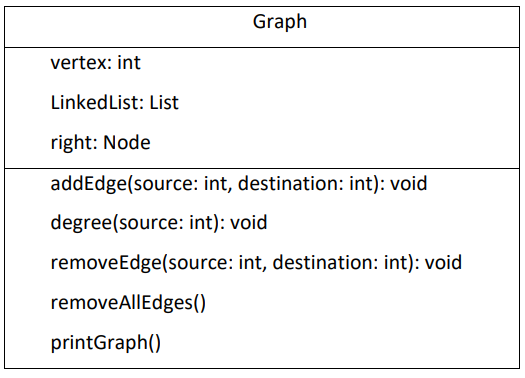 Graph
vertex: int
LinkedList: List
right: Node
addEdge(source: int, destination: int): void
degree(source: int): void
removeEdge(source: int, destination: int): void
removeAllEdges()
printGraph()